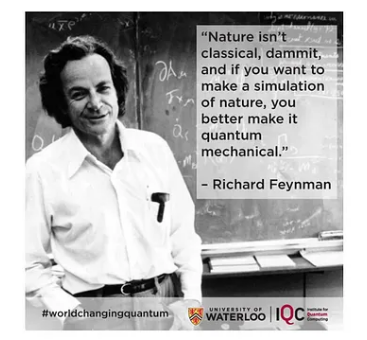 “Nature isn’t
classical, dammit,
and if you want to
make a simulation
of nature, you
better make it
quantum
mechanical.”
– Richard Feynman
#worldchangingquantum
UNIVERSITY OF
WATERLOO
IQC
Institute for
Quantum
Computing